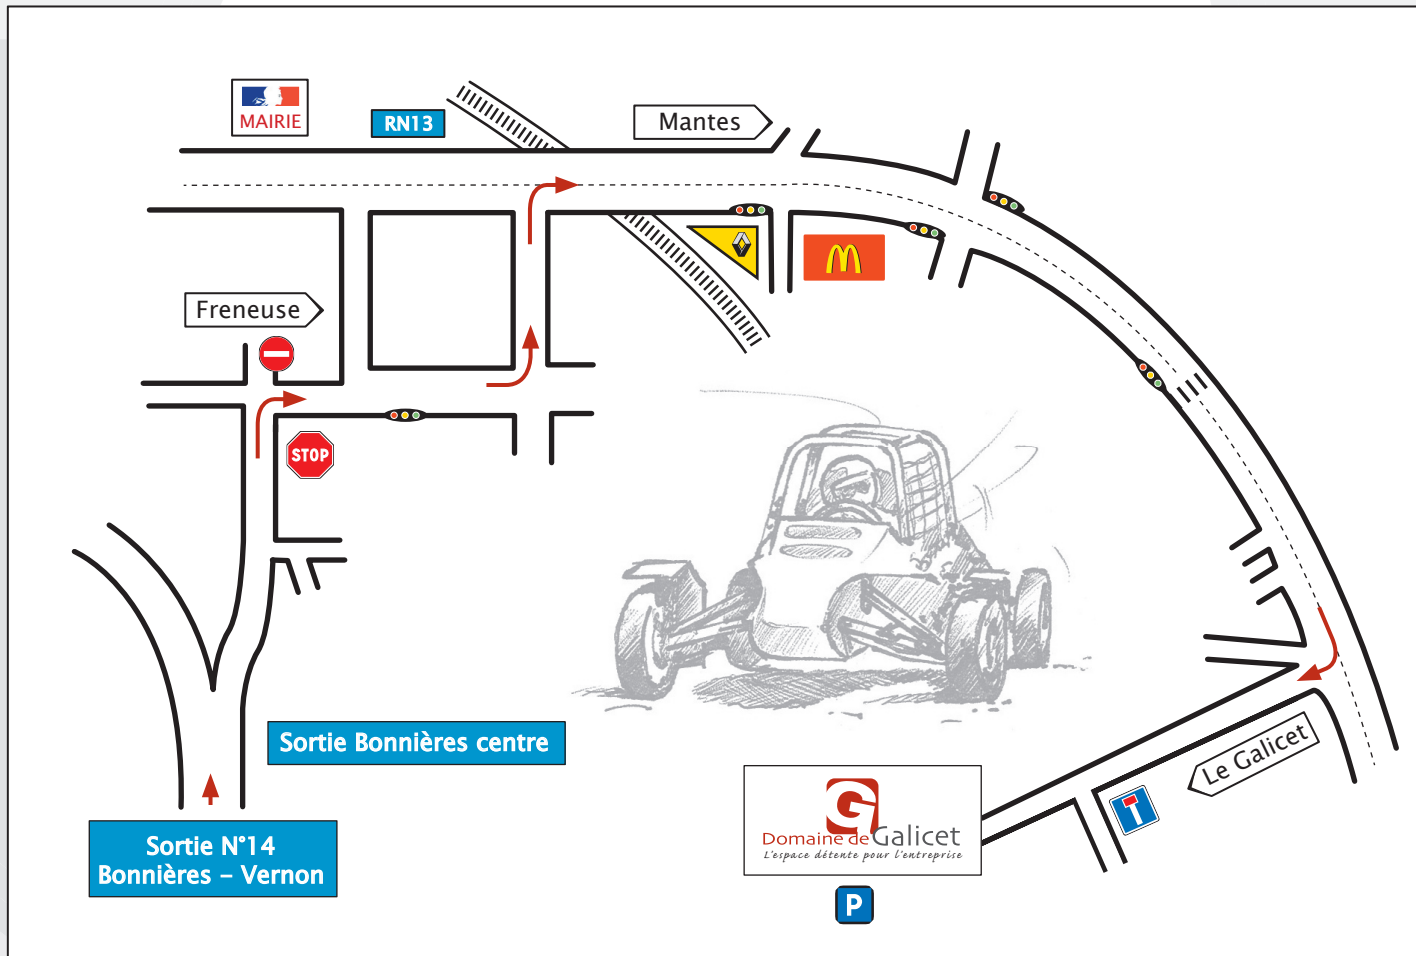 MAIRIE
RN13
Mantes
Freneuse
STOP
Sortie Bonnières centre
Le Galicet
Sortie N°14
Bonnières – Vernon
G
Domaine de Galicet
L'espace détente pour l'entreprise
P